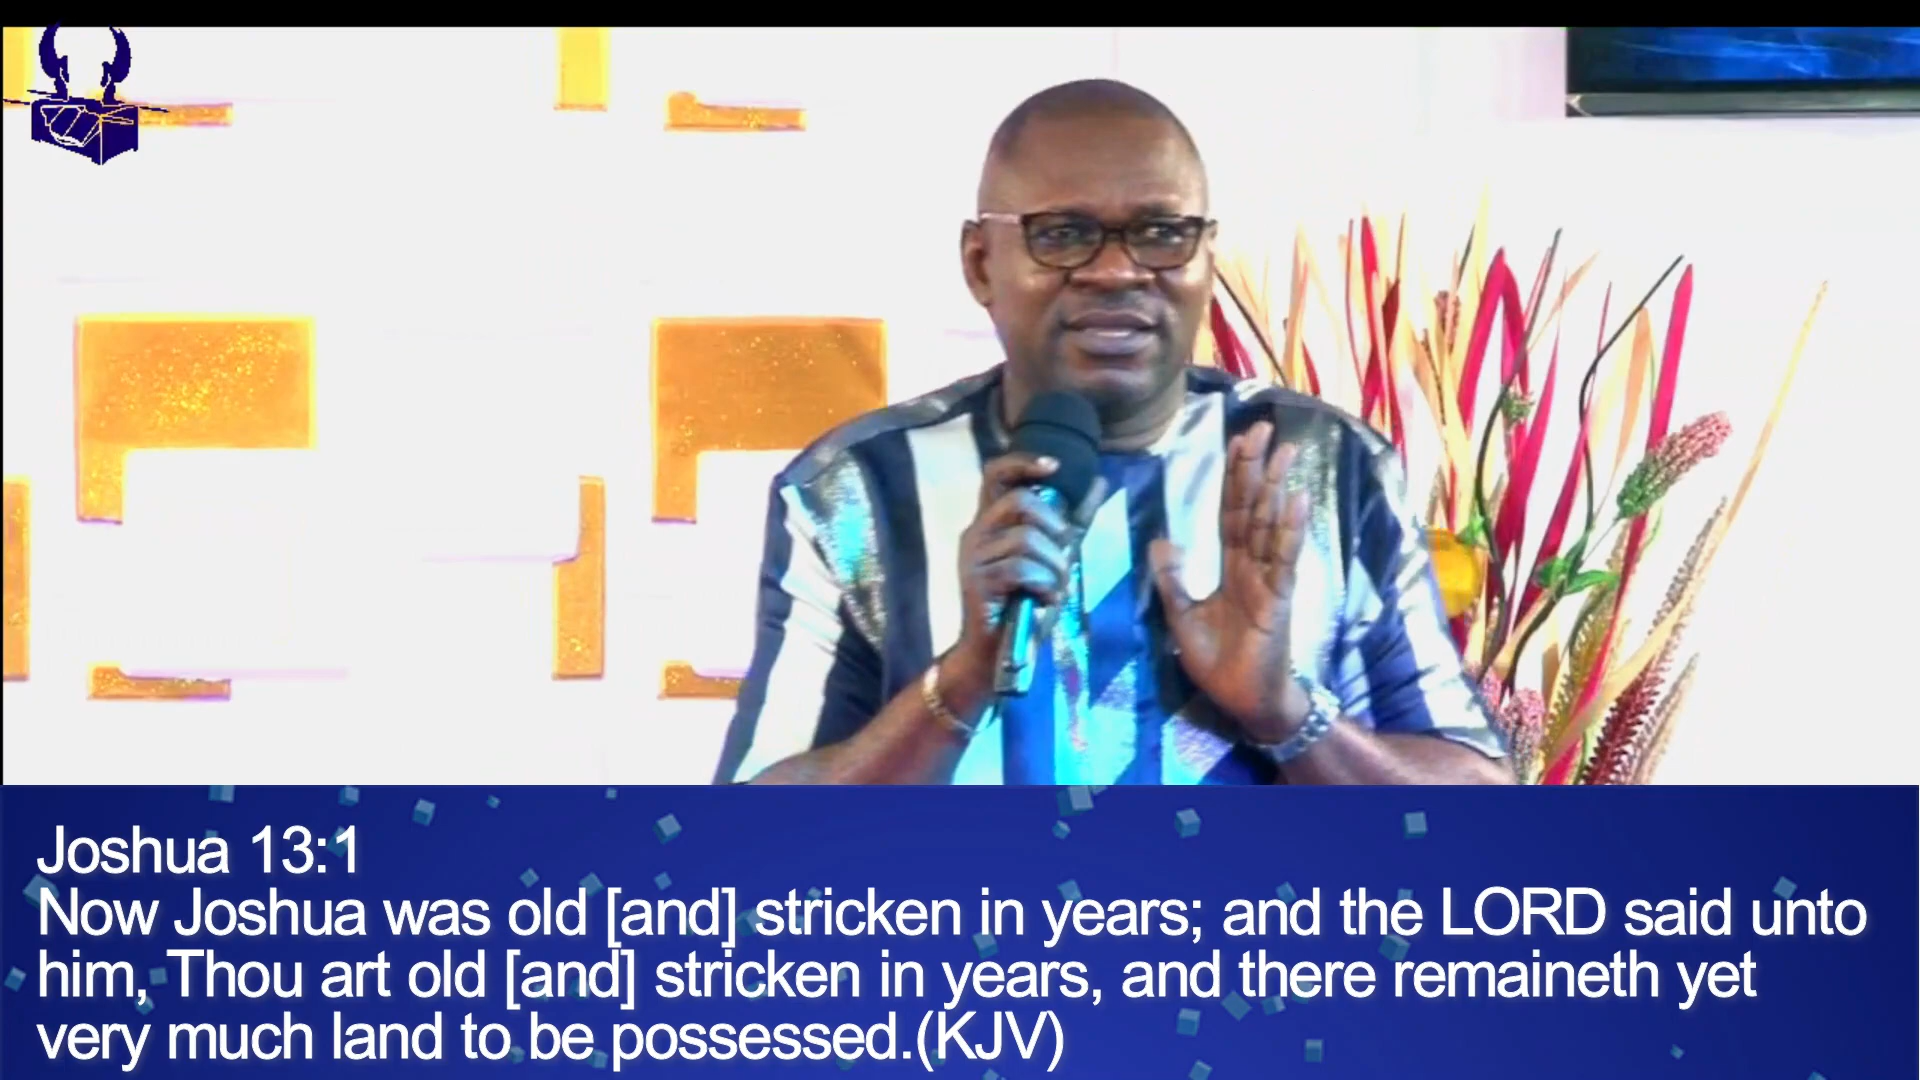 Joshua 13:1
Now Joshua was old [and] stricken in years; and the LORD said unto
him, Thou art old [and] stricken in years, and there remaineth yet
very much land to be possessed.(KJV)